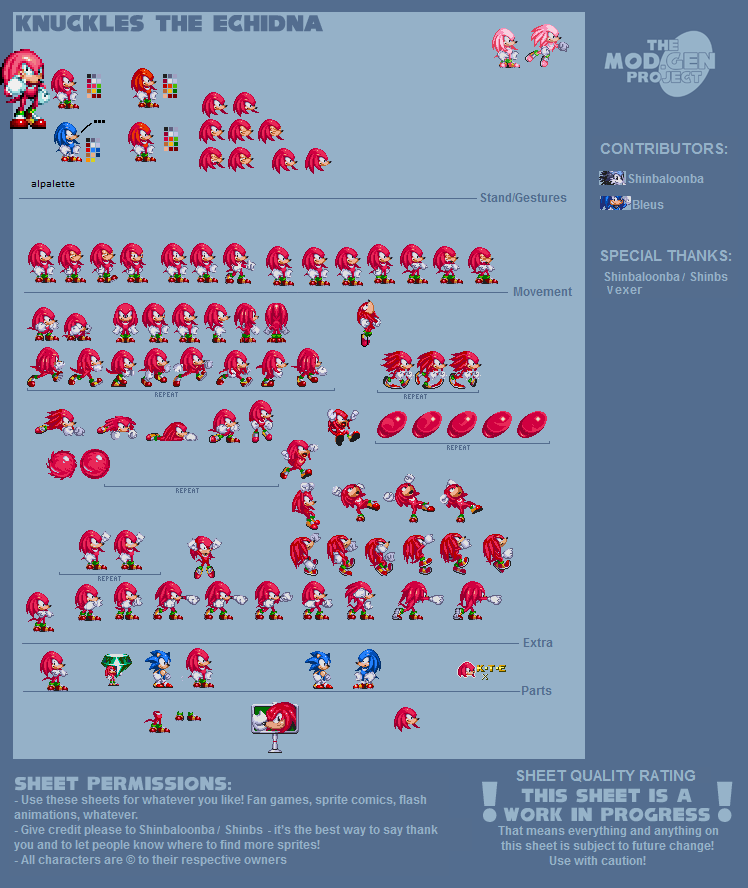 KNUCKLES THE ECHIDNA
THE
MOD.GEN
PROJECT
CONTRIBUTORS:
Shinbaloonba
Bleus
SPECIAL THANKS:
Shinbaloonba / Shinbs
Vexer
alpalette
Stand/Gestures
Movement
REPEAT
REPEAT
REPEAT
REPEAT
REPEAT
Extra
K-T-E
X
Parts
SHEET PERMISSIONS:
- Use these sheets for whatever you like! Fan games, sprite comics, flash
animations, whatever.
- Give credit please to Shinbaloonba / Shinbs - it's the best way to say thank
you and to let people know where to find more sprites!
- All characters are © to their respective owners
SHEET QUALITY RATING
! THIS SHEET IS A !
WORK IN PROGRESS
That means everything and anything on
this sheet is subject to future change!
Use with caution!